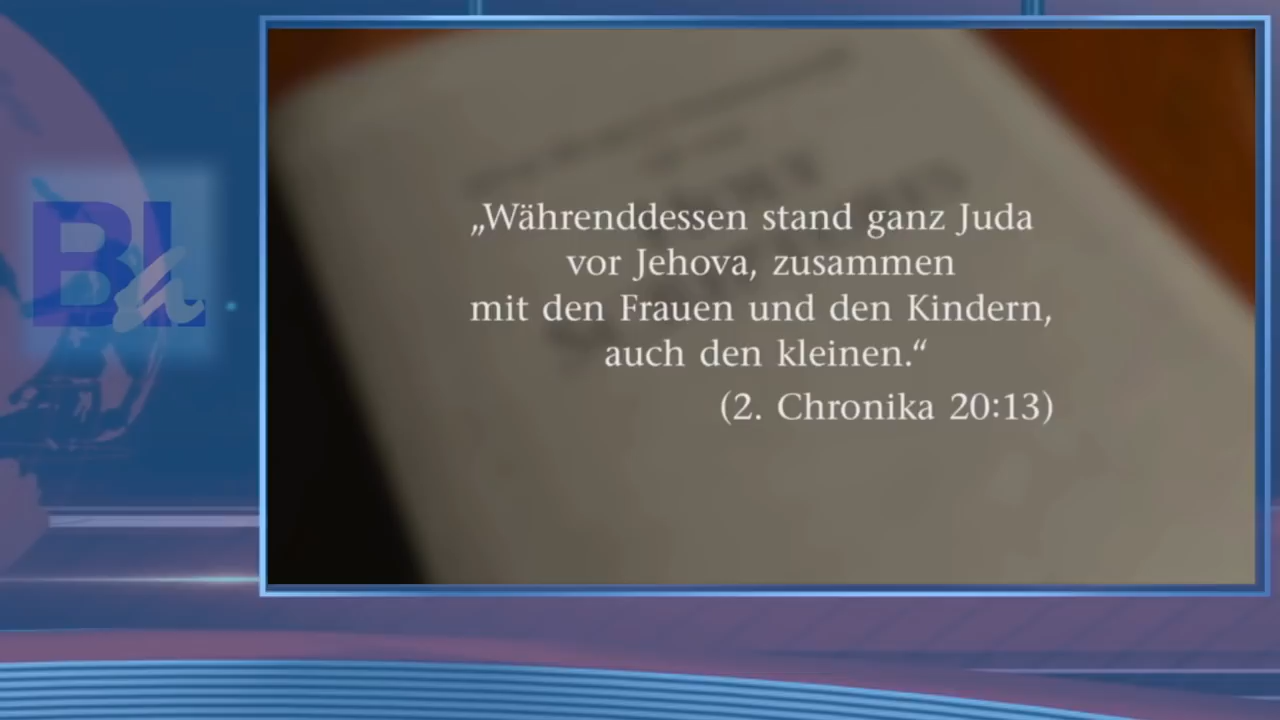 „Währenddessen stand ganz Juda
vor Jehova, zusammen
mit den Frauen und den Kindern,
auch den kleinen.“
(2. Chronika 20:13)